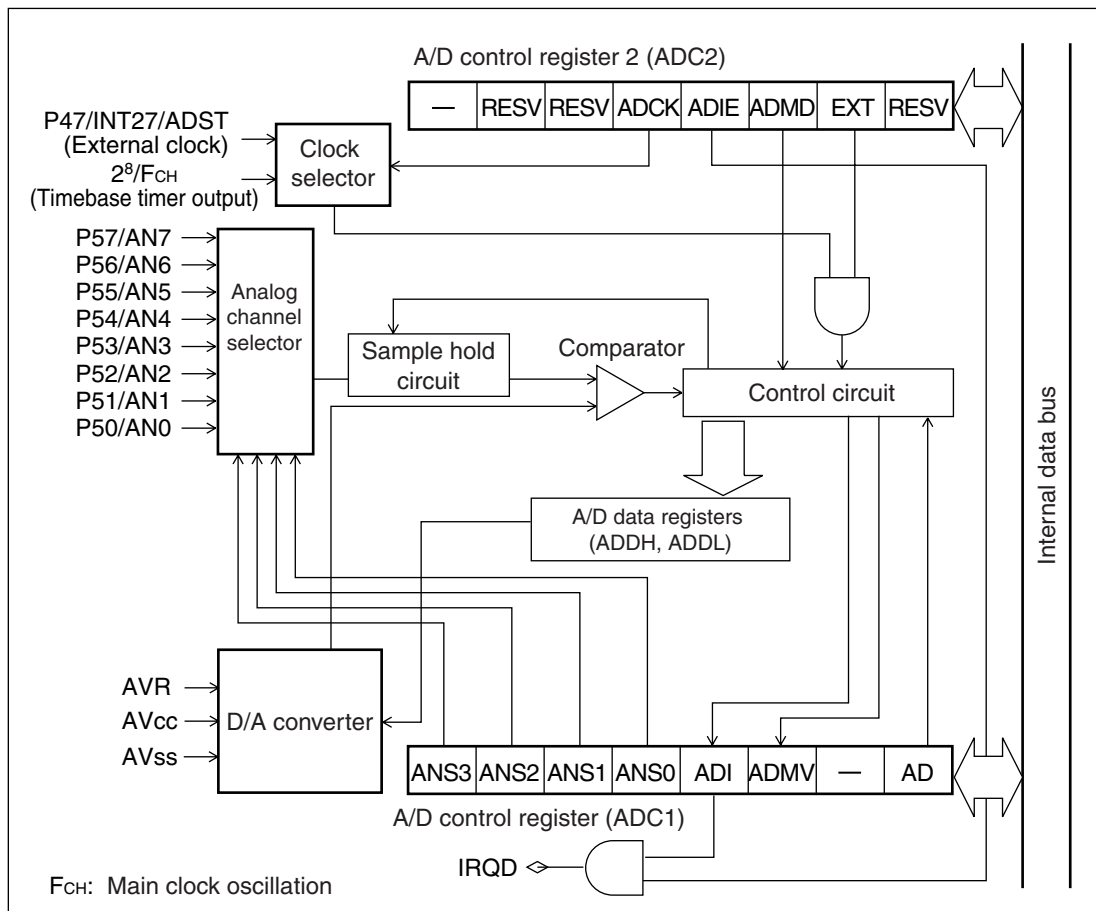 A/D control register 2 (ADC2)
— RESV RESV ADCK ADIE ADMD EXT RESV
P47/INT27/ADST
(External clock)
2⁸/FCH
(Timebase timer output)
Clock
selector
P57/AN7
P56/AN6
P55/AN5
P54/AN4
P53/AN3
P52/AN2
P51/AN1
P50/AN0
Analog
channel
selector
Sample hold
circuit
Comparator
Control circuit
A/D data registers
(ADDH, ADDL)
Internal data bus
AVR
AVcc
AVss
D/A converter
ANS3 ANS2 ANS1 ANS0 ADI ADMV — AD
A/D control register (ADC1)
IRQD
FCH: Main clock oscillation